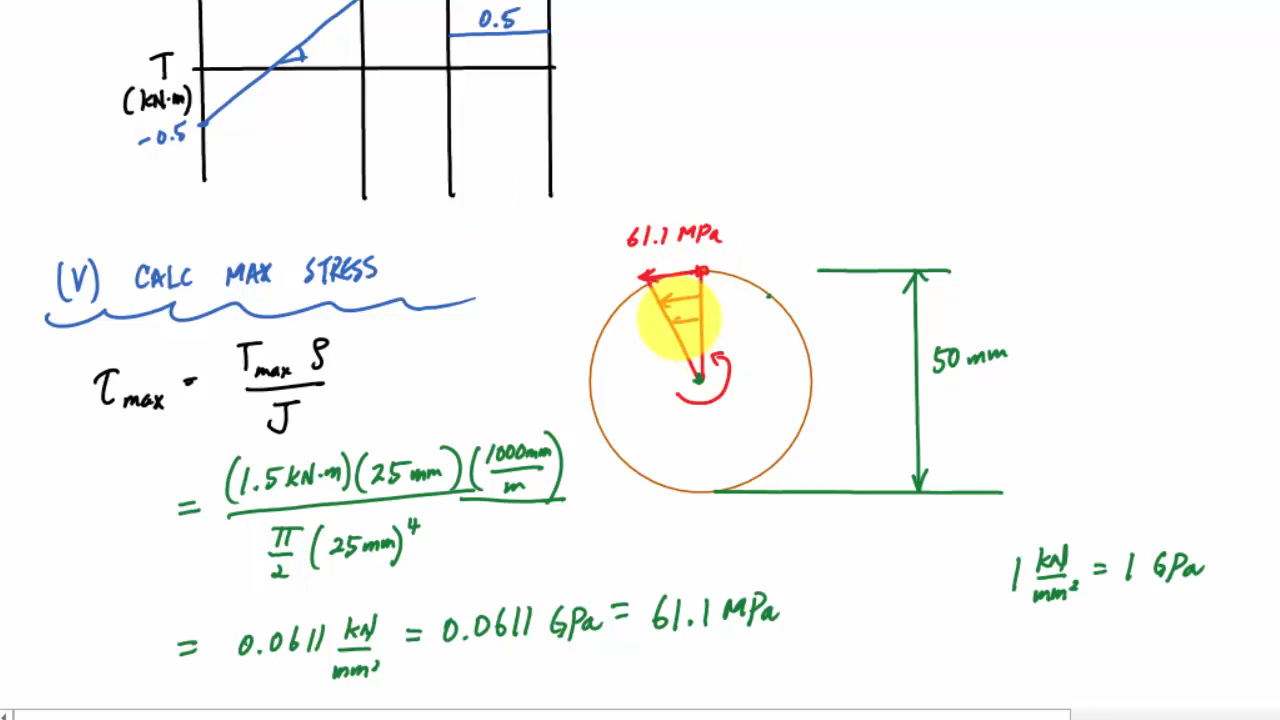 0.5
T
(kN·m)
-0.5
61.1 MPa
(V) CALC MAX STRESS
50 mm
τmax = Tmax ρ / J
= (1.5 kN·m)(25 mm)(1000mm / m) / π/2 (25mm)⁴
1 kN/mm² = 1 GPa
= 0.0611 kN/mm² = 0.0611 GPa = 61.1 MPa